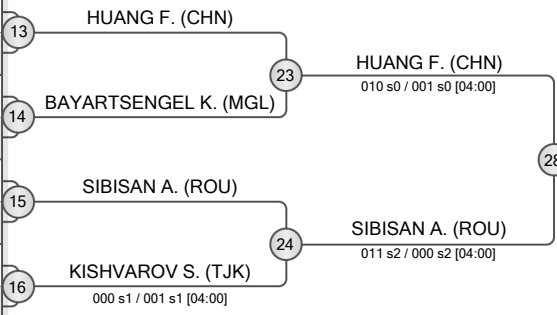 13
HUANG F. (CHN)
23
HUANG F. (CHN)
010 s0 / 001 s0 [04:00]
14
BAYARTSENGEL K. (MGL)
28
15
SIBISAN A. (ROU)
24
SIBISAN A. (ROU)
011 s2 / 000 s2 [04:00]
16
KISHVAROV S. (TJK)
000 s1 / 001 s1 [04:00]